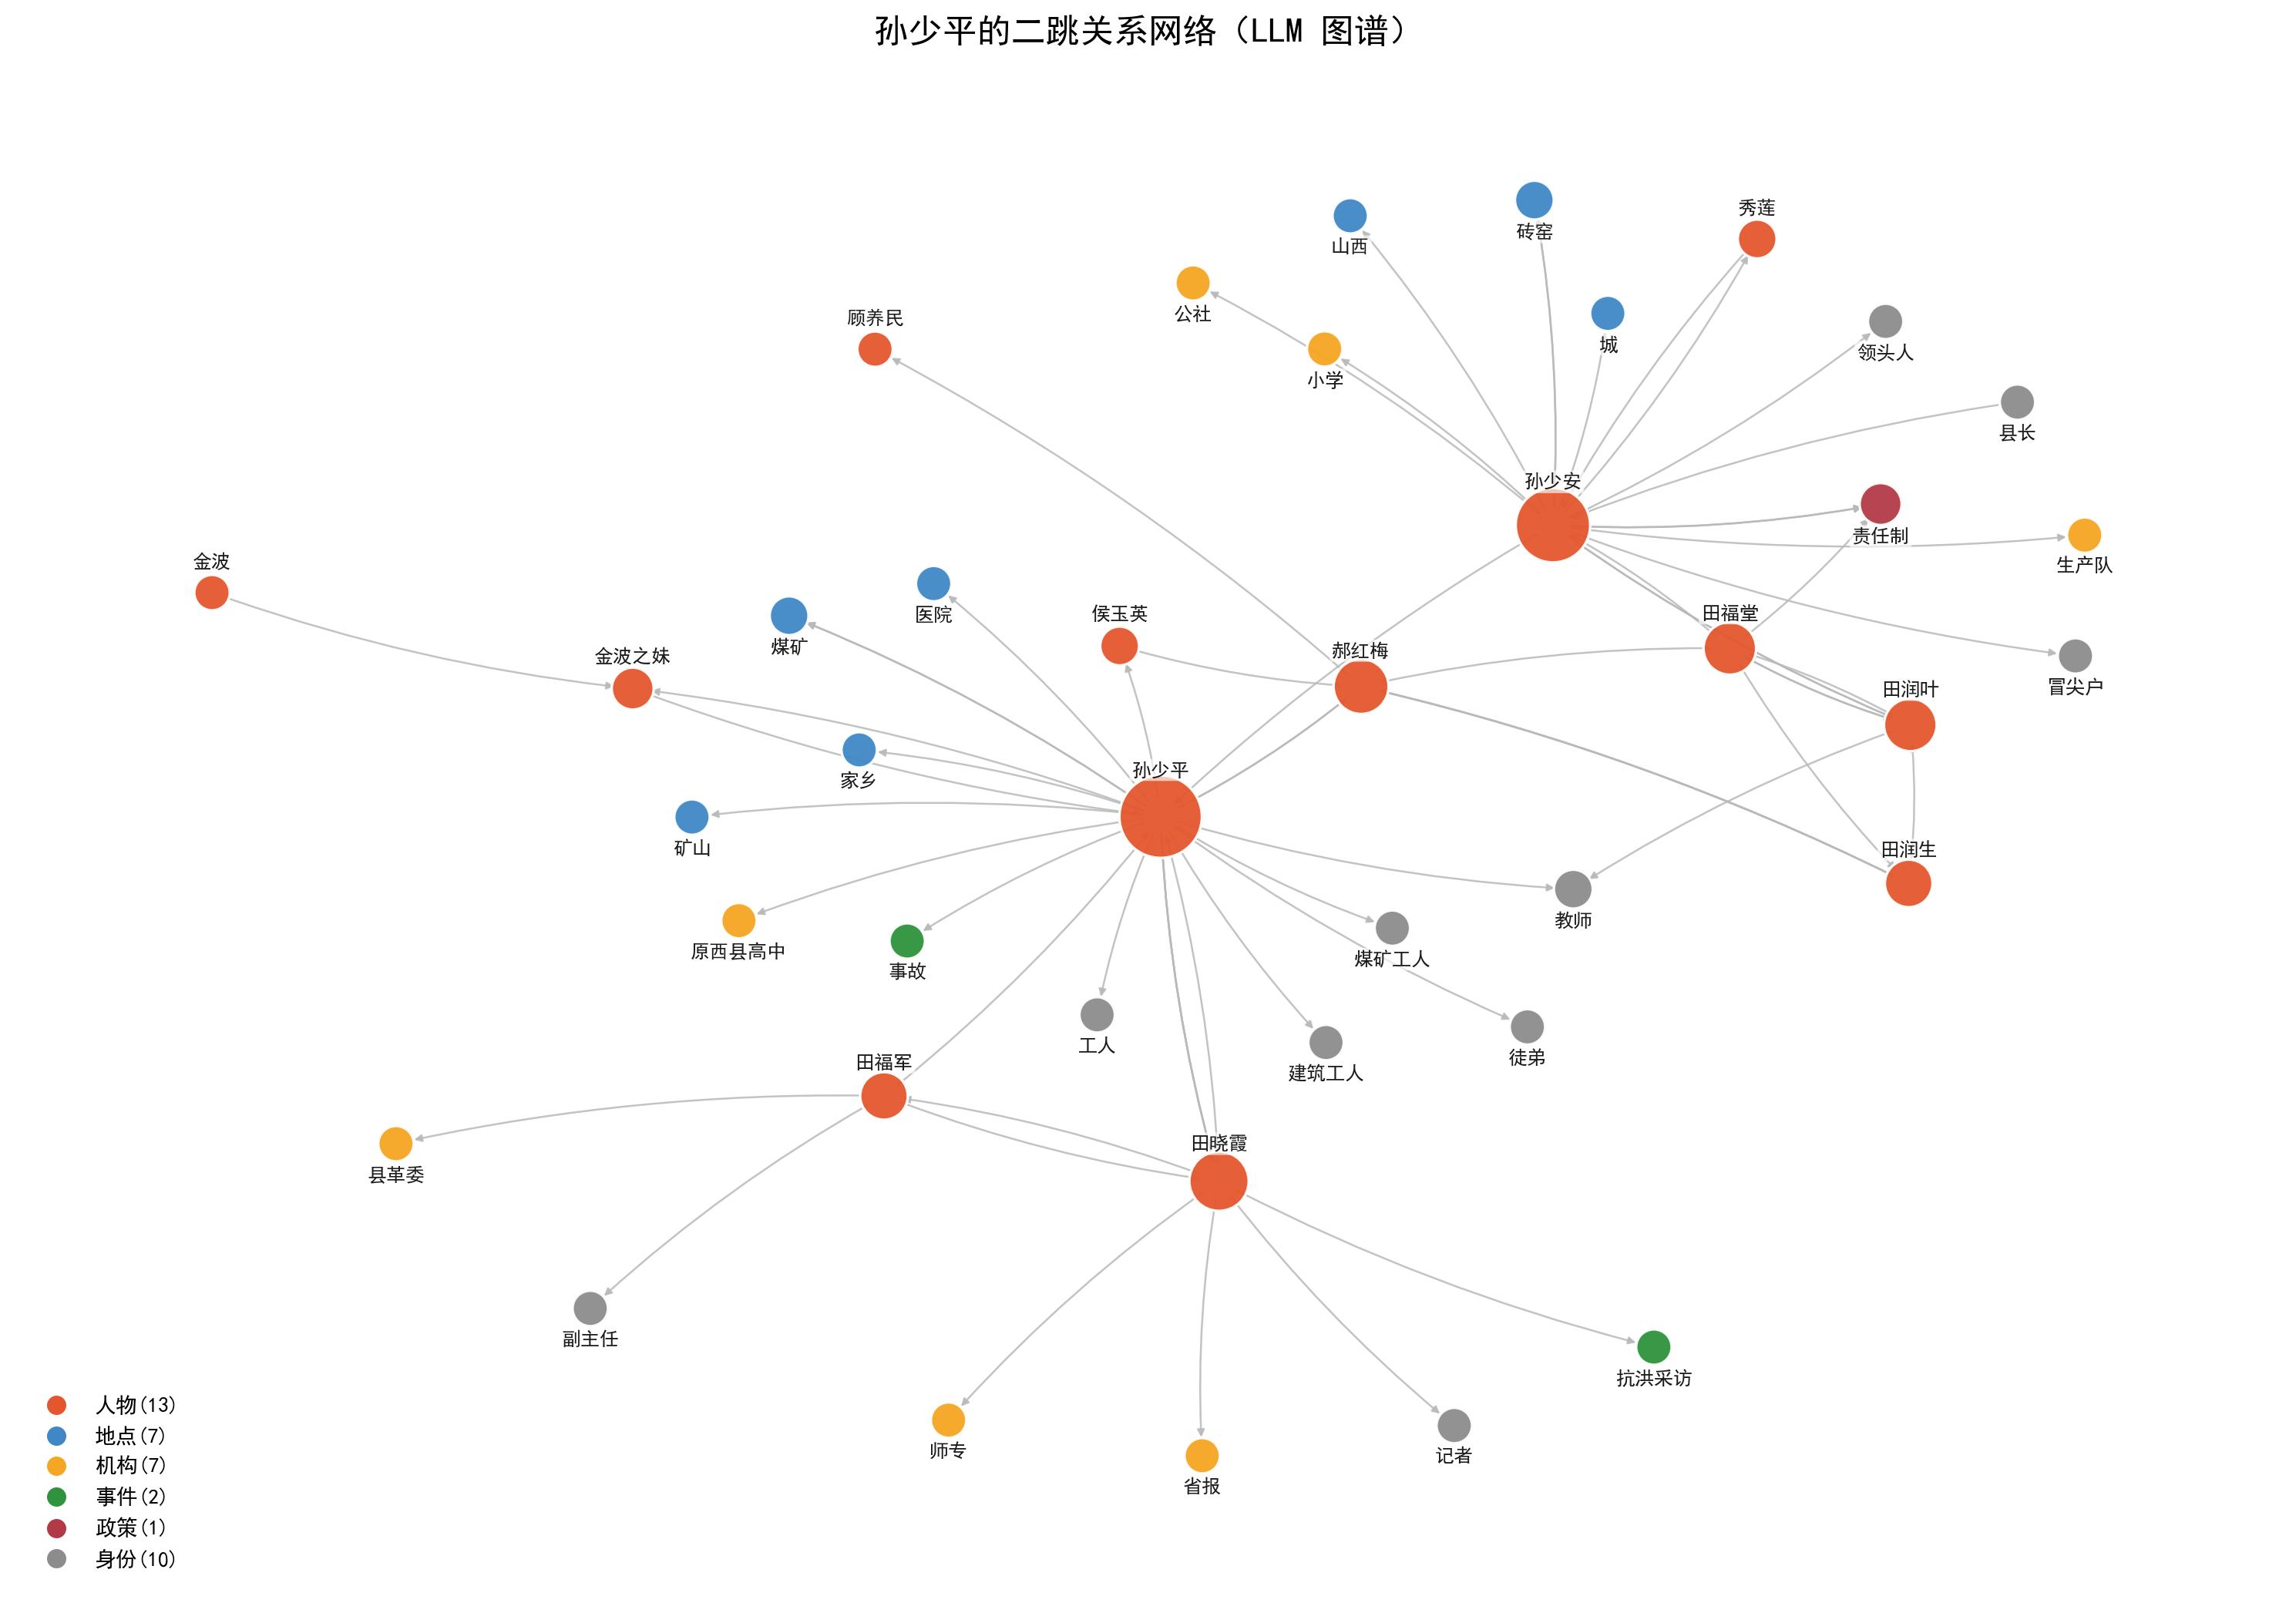 孙少平的二跳关系网络（LLM 图谱）
山西
砖窑
秀莲
公社
城
顾养民
小学
领头人
县长
孙少安
责任制
生产队
金波
医院
煤矿
侯玉英
田福堂
郝红梅
金波之妹
冒尖户
田润叶
家乡
孙少平
矿山
田润生
原西县高中
事故
教师
煤矿工人
工人
建筑工人
徒弟
田福军
田晓霞
县革委
副主任
抗洪采访
师专
省报
记者
人物(13)
地点(7)
机构(7)
事件(2)
政策(1)
身份(10)